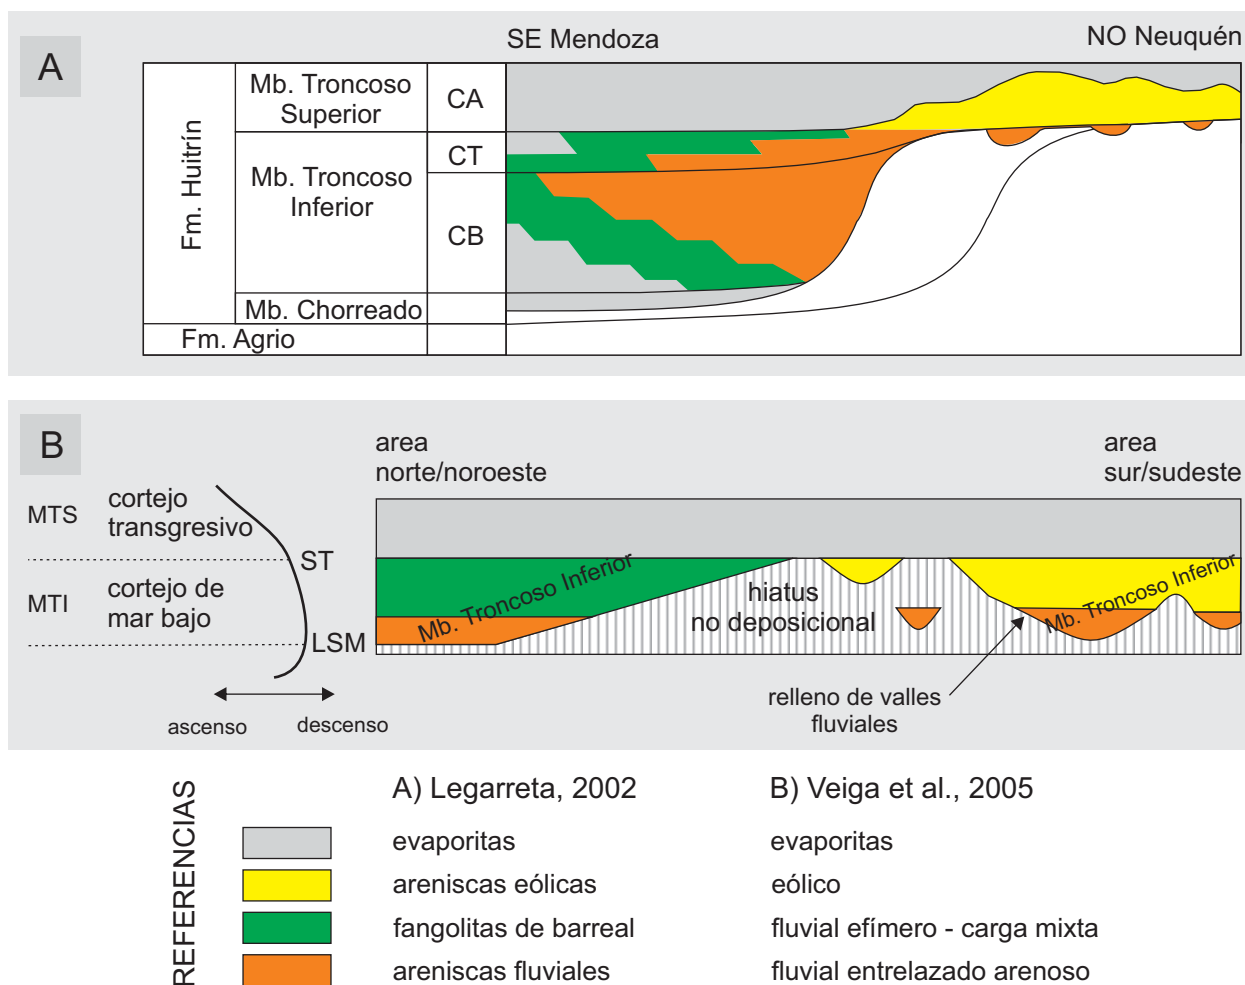 A
SE Mendoza
NO Neuquén
Fm. Huitrín
Mb. Troncoso
Superior
CA
Mb. Troncoso
Inferior
CT
CB
Mb. Chorreado
Fm. Agrio
B
area
norte/noroeste
area
sur/sudeste
MTS
cortejo
transgresivo
ST
MTI
cortejo de
mar bajo
LSM
ascenso
descenso
Mb. Troncoso Inferior
hiatus
no deposicional
Mb. Troncoso Inferior
relleno de valles
fluviales
REFERENCIAS
A) Legarreta, 2002
B) Veiga et al., 2005
evaporitas
evaporitas
areniscas eólicas
eólico
fangolitas de barreal
fluvial efímero - carga mixta
areniscas fluviales
fluvial entrelazado arenoso